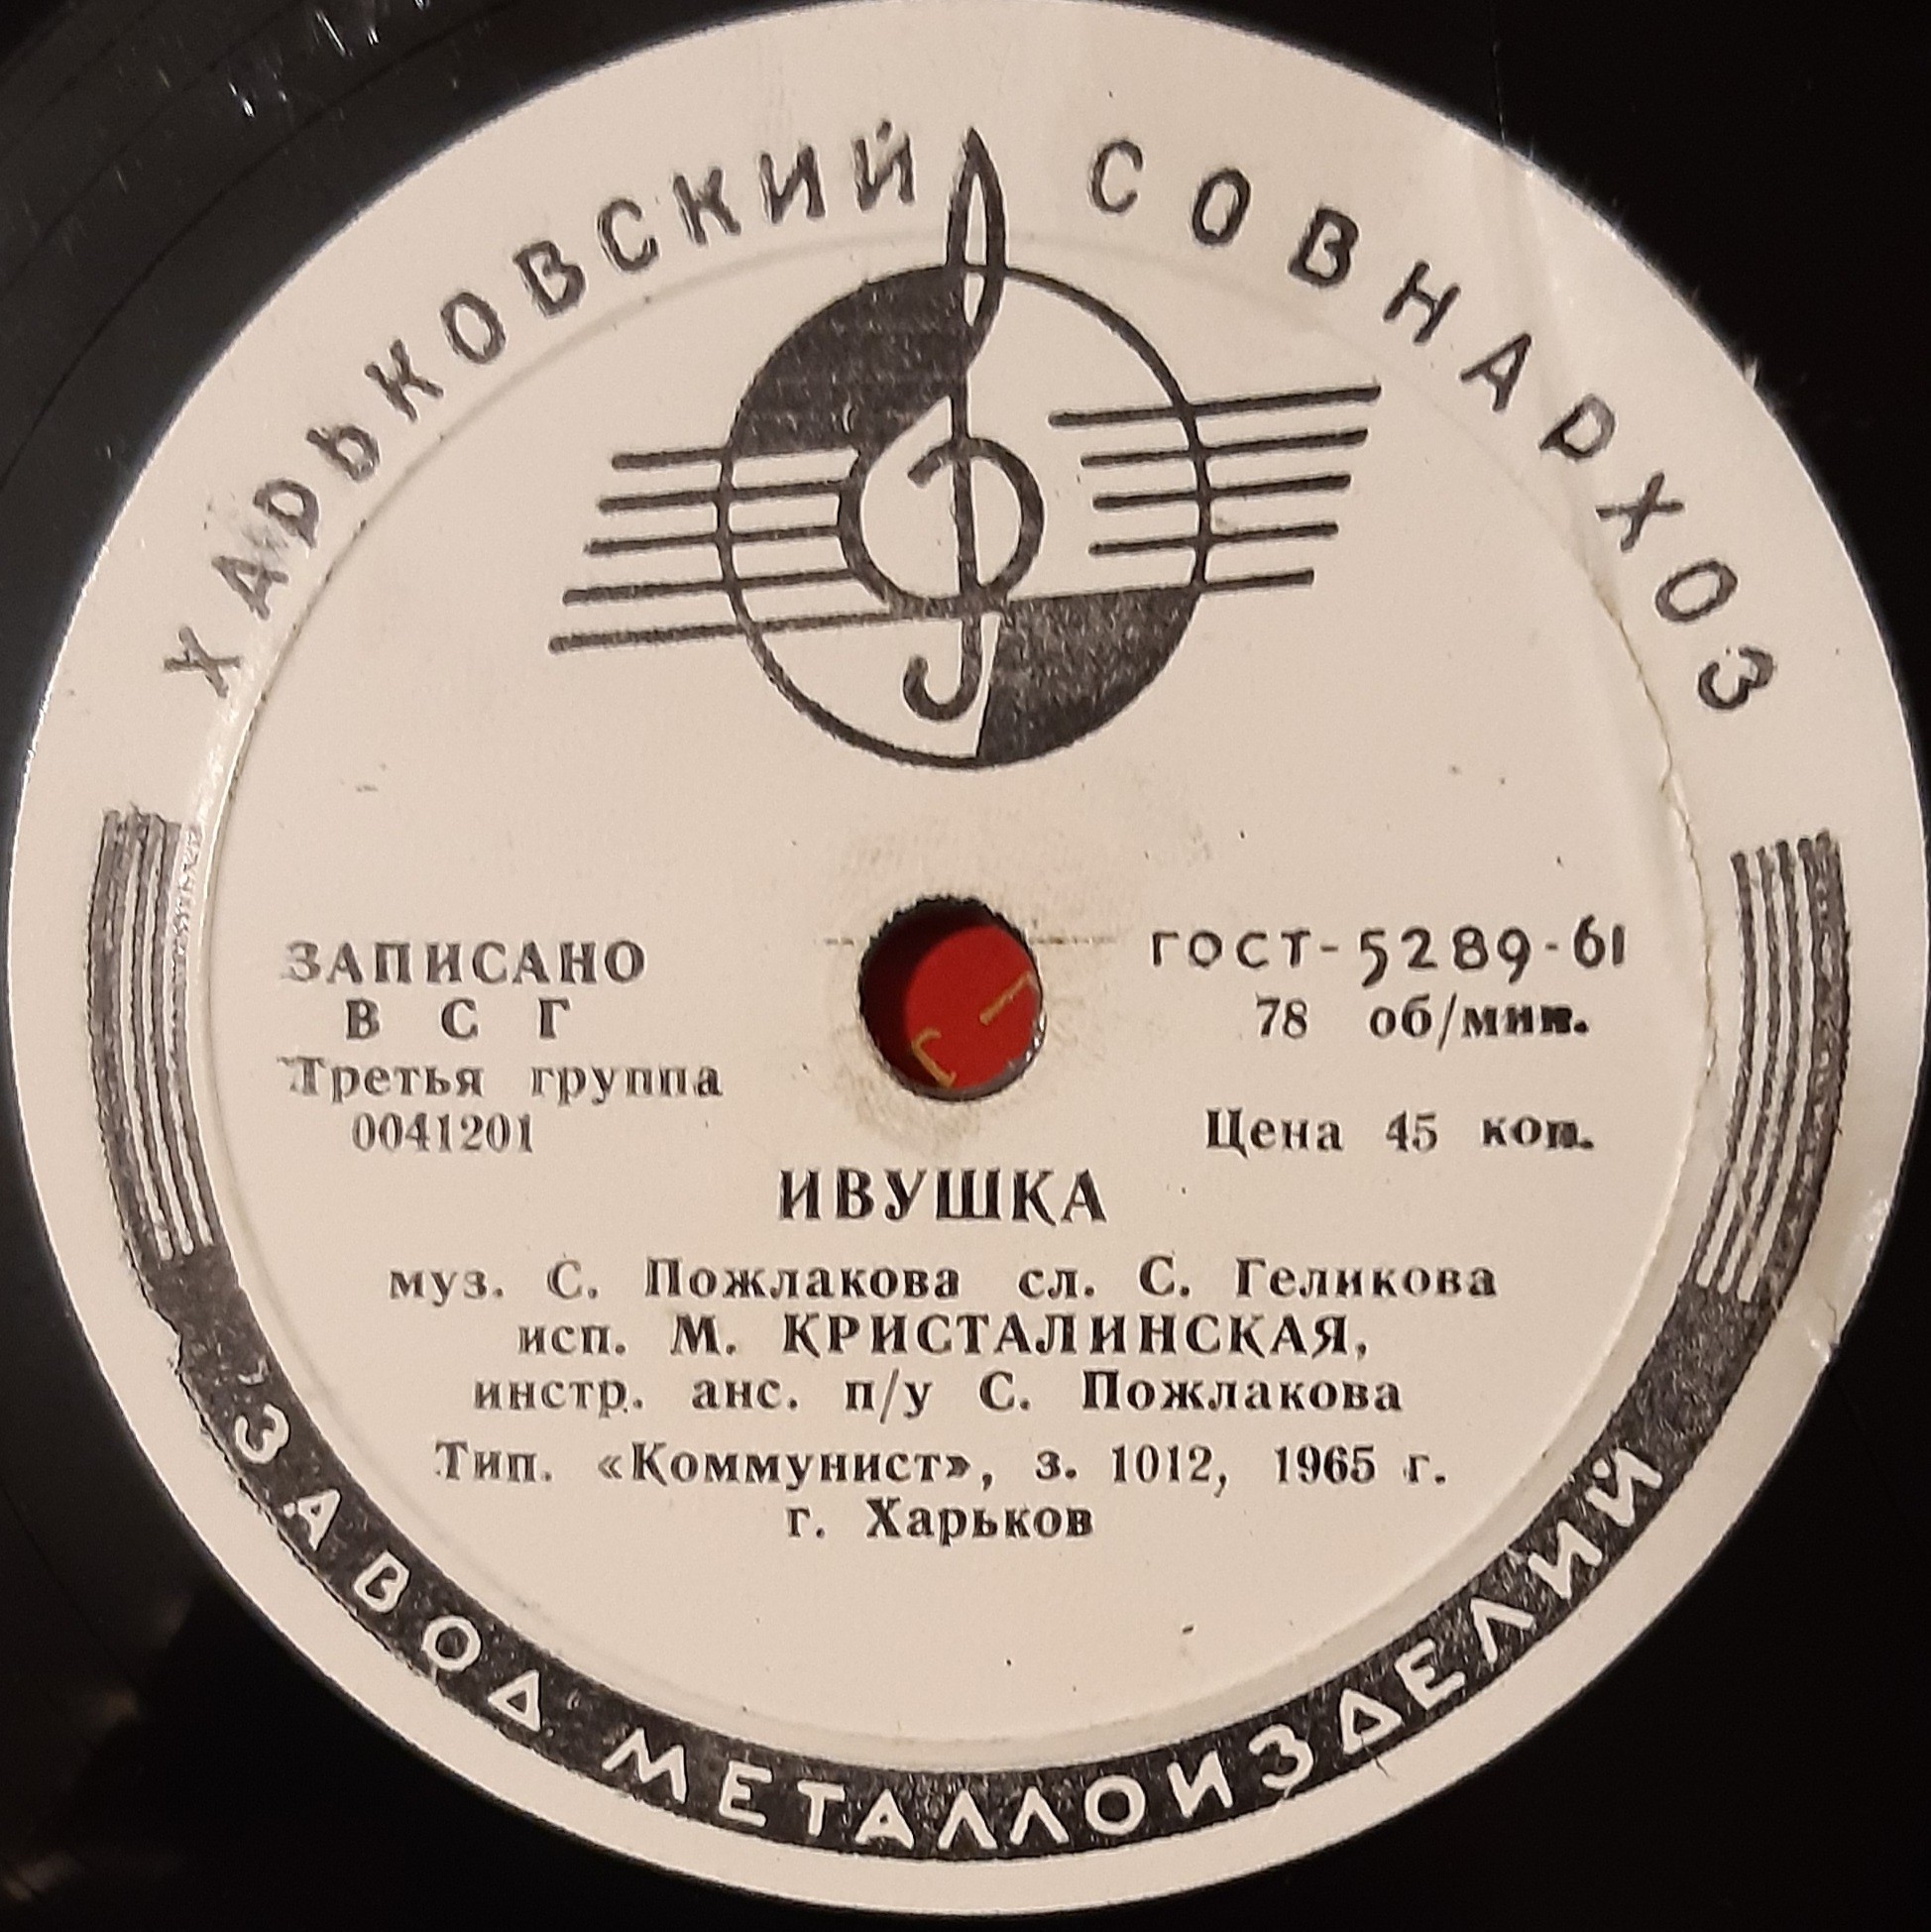 ХАРЬКОВСКИЙ СОВНАРХОЗ
ЗАПИСАНО
В С Г
Третья группа
0041201
ГОСТ-5289-61
78 об/мин.
Цена 45 коп.
ИВУШКА
муз. С. Пожлакова сл. С. Геликова
исп. М. КРИСТАЛИНСКАЯ,
инстр. анс. п/у С. Пожлакова
Тип. «Коммунист», з. 1012, 1965 г.
г. Харьков
ЗАВОД МЕТАЛЛОИЗДЕЛИЙ